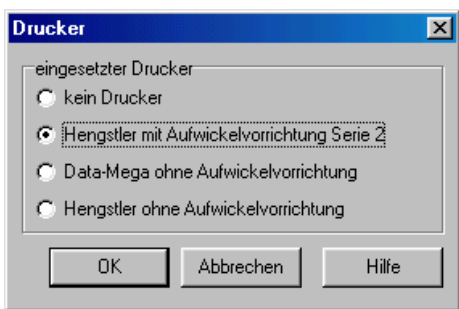 Drucker
eingesetzter Drucker
kein Drucker
Hengstler mit Aufwickelvorrichtung Serie 2
Data-Mega ohne Aufwickelvorrichtung
Hengstler ohne Aufwickelvorrichtung
OK Abbrechen Hilfe